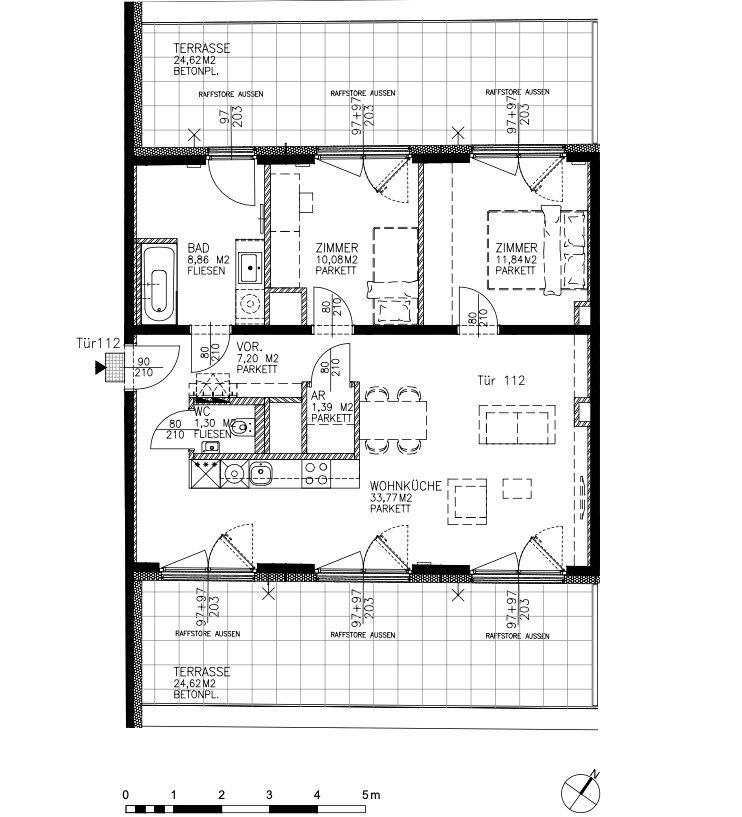 TERRASSE
24,62M2
BETONPL.
RAFFSTORE AUSSEN
RAFFSTORE AUSSEN
RAFFSTORE AUSSEN
97
203
97+97
203
97+97
203
BAD
8,86 M2
FLIESEN
ZIMMER
10,08M2
PARKETT
ZIMMER
11,84M2
PARKETT
80
210
80
210
80
210
Tür112
90
210
VOR.
7,20 M2
PARKETT
80
210
AR
1,39 M2
PARKETT
Tür 112
WC
1,30 M2
FLIESEN
80
210
WOHNKÜCHE
33,77M2
PARKETT
97+97
203
97+97
203
97+97
203
RAFFSTORE AUSSEN
RAFFSTORE AUSSEN
RAFFSTORE AUSSEN
TERRASSE
24,62M2
BETONPL.
0 1 2 3 4 5m
N